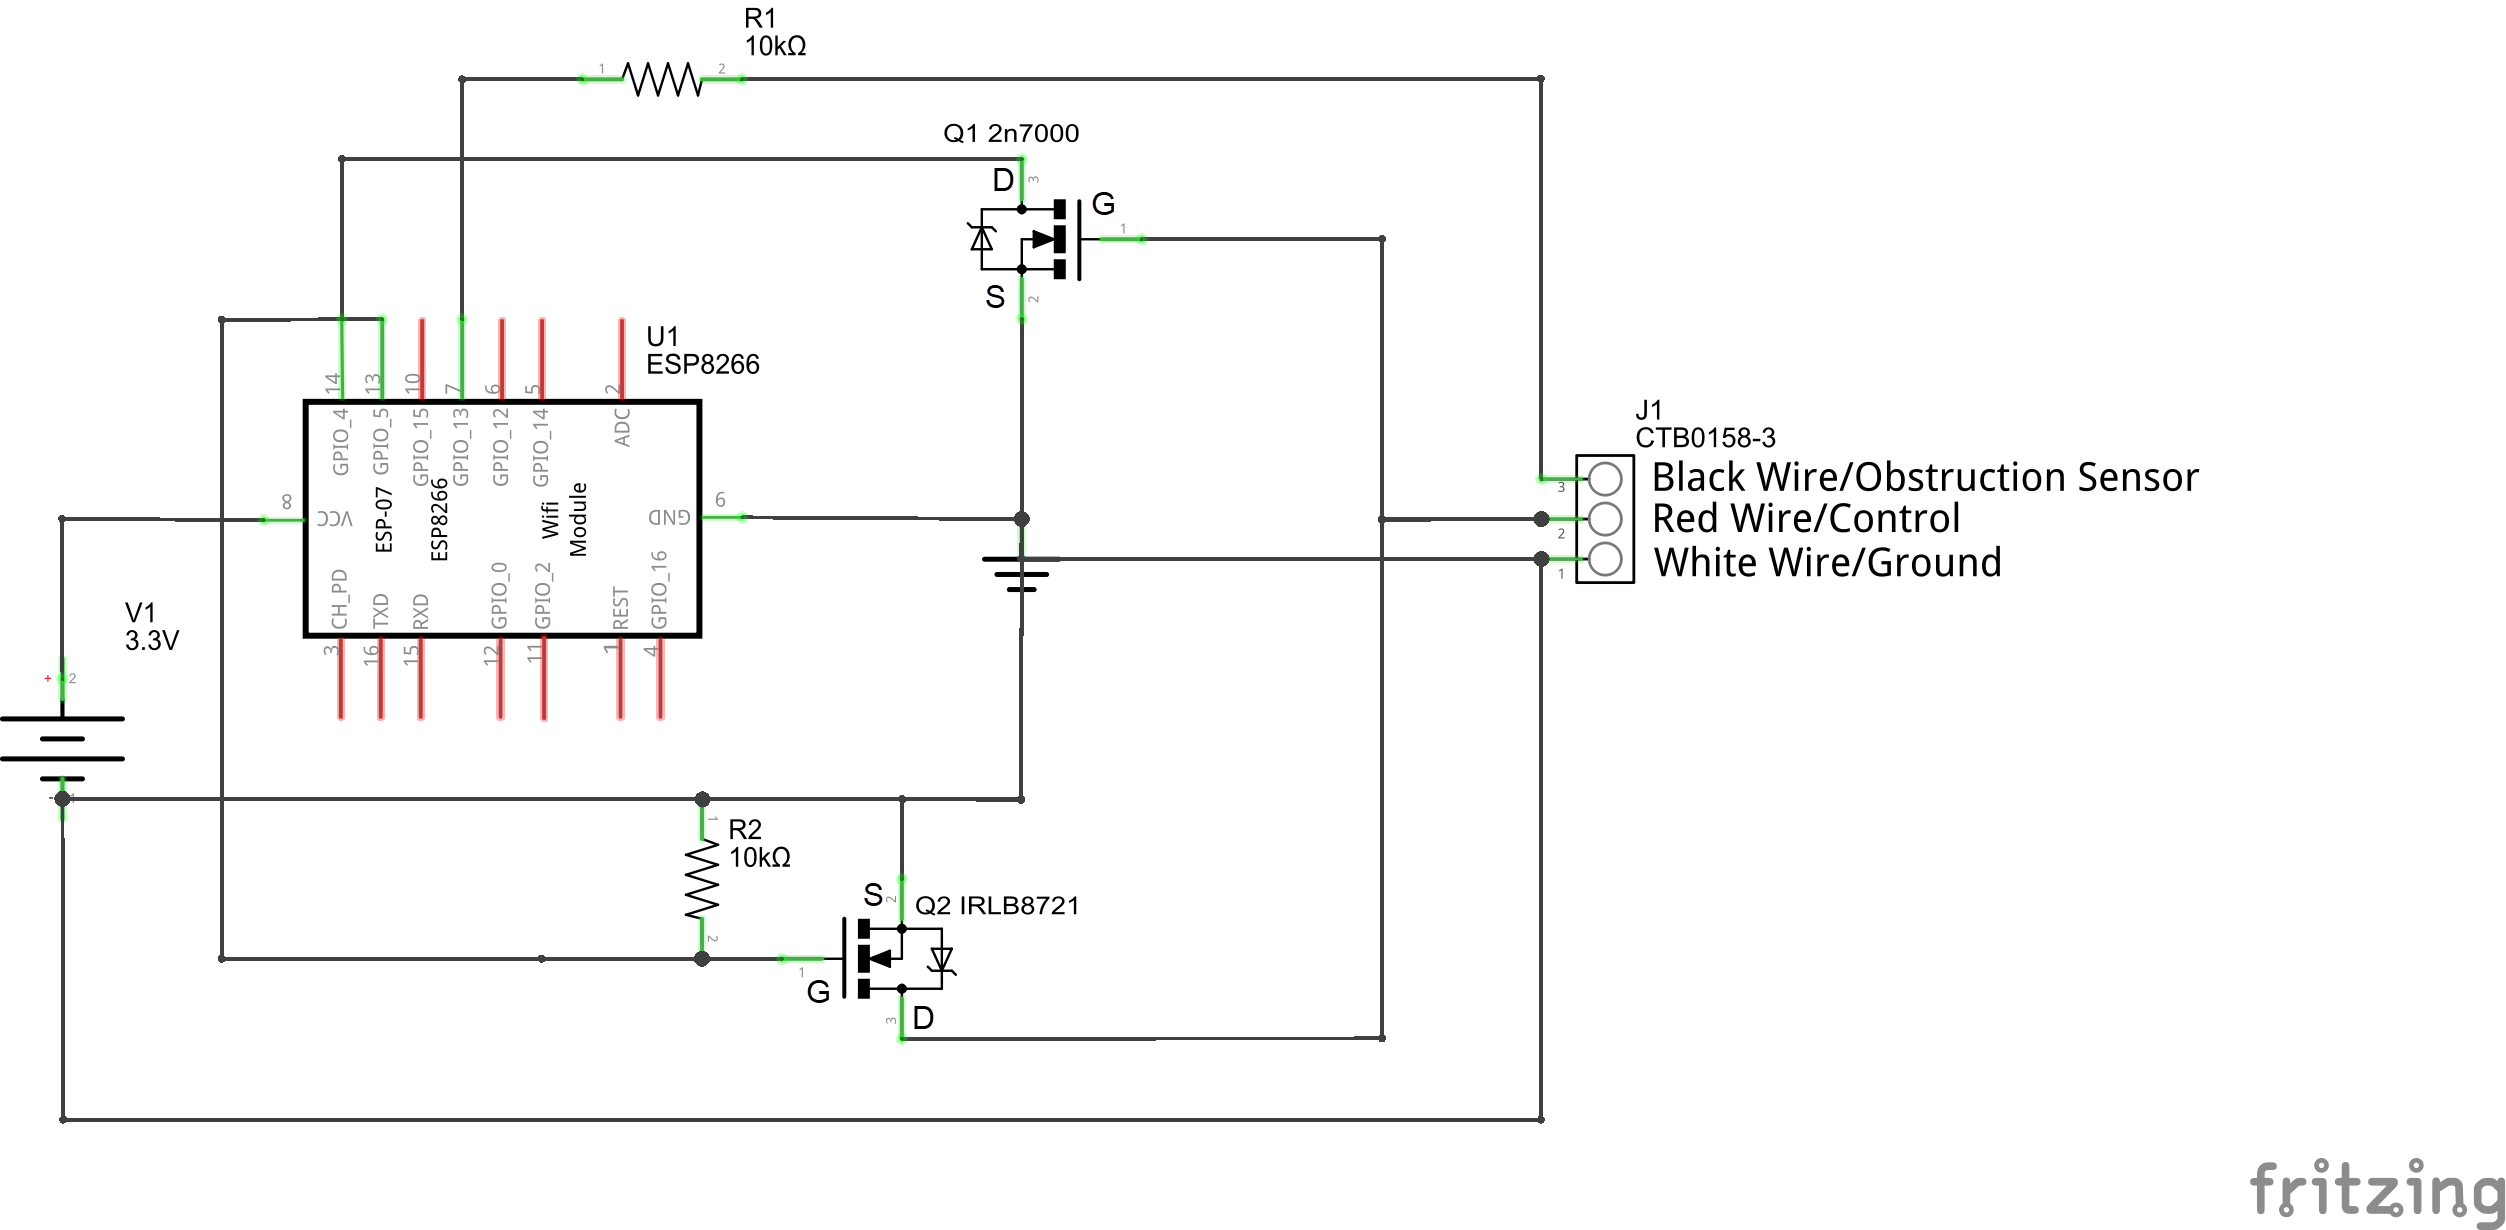 R1
10kΩ
1
2
Q1 2n7000
D
3
G
1
S
2
U1
ESP8266
14
13
10
7
6
5
2
GPIO_4
GPIO_5
GPIO_15
GPIO_13
GPIO_12
GPIO_14
ADC
8
VCC
ESP-07
ESP8266
Wifi
Module
GND
9
CH_PD
TXD
RXD
GPIO_0
GPIO_2
REST
GPIO_16
3
16
15
12
11
1
4
J1
CTB0158-3
3
Black Wire/Obstruction Sensor
2
Red Wire/Control
1
White Wire/Ground
V1
3.3V
+
2
-
1
1
R2
10kΩ
2
S
2
Q2 IRLB8721
1
G
3
D
fritzing